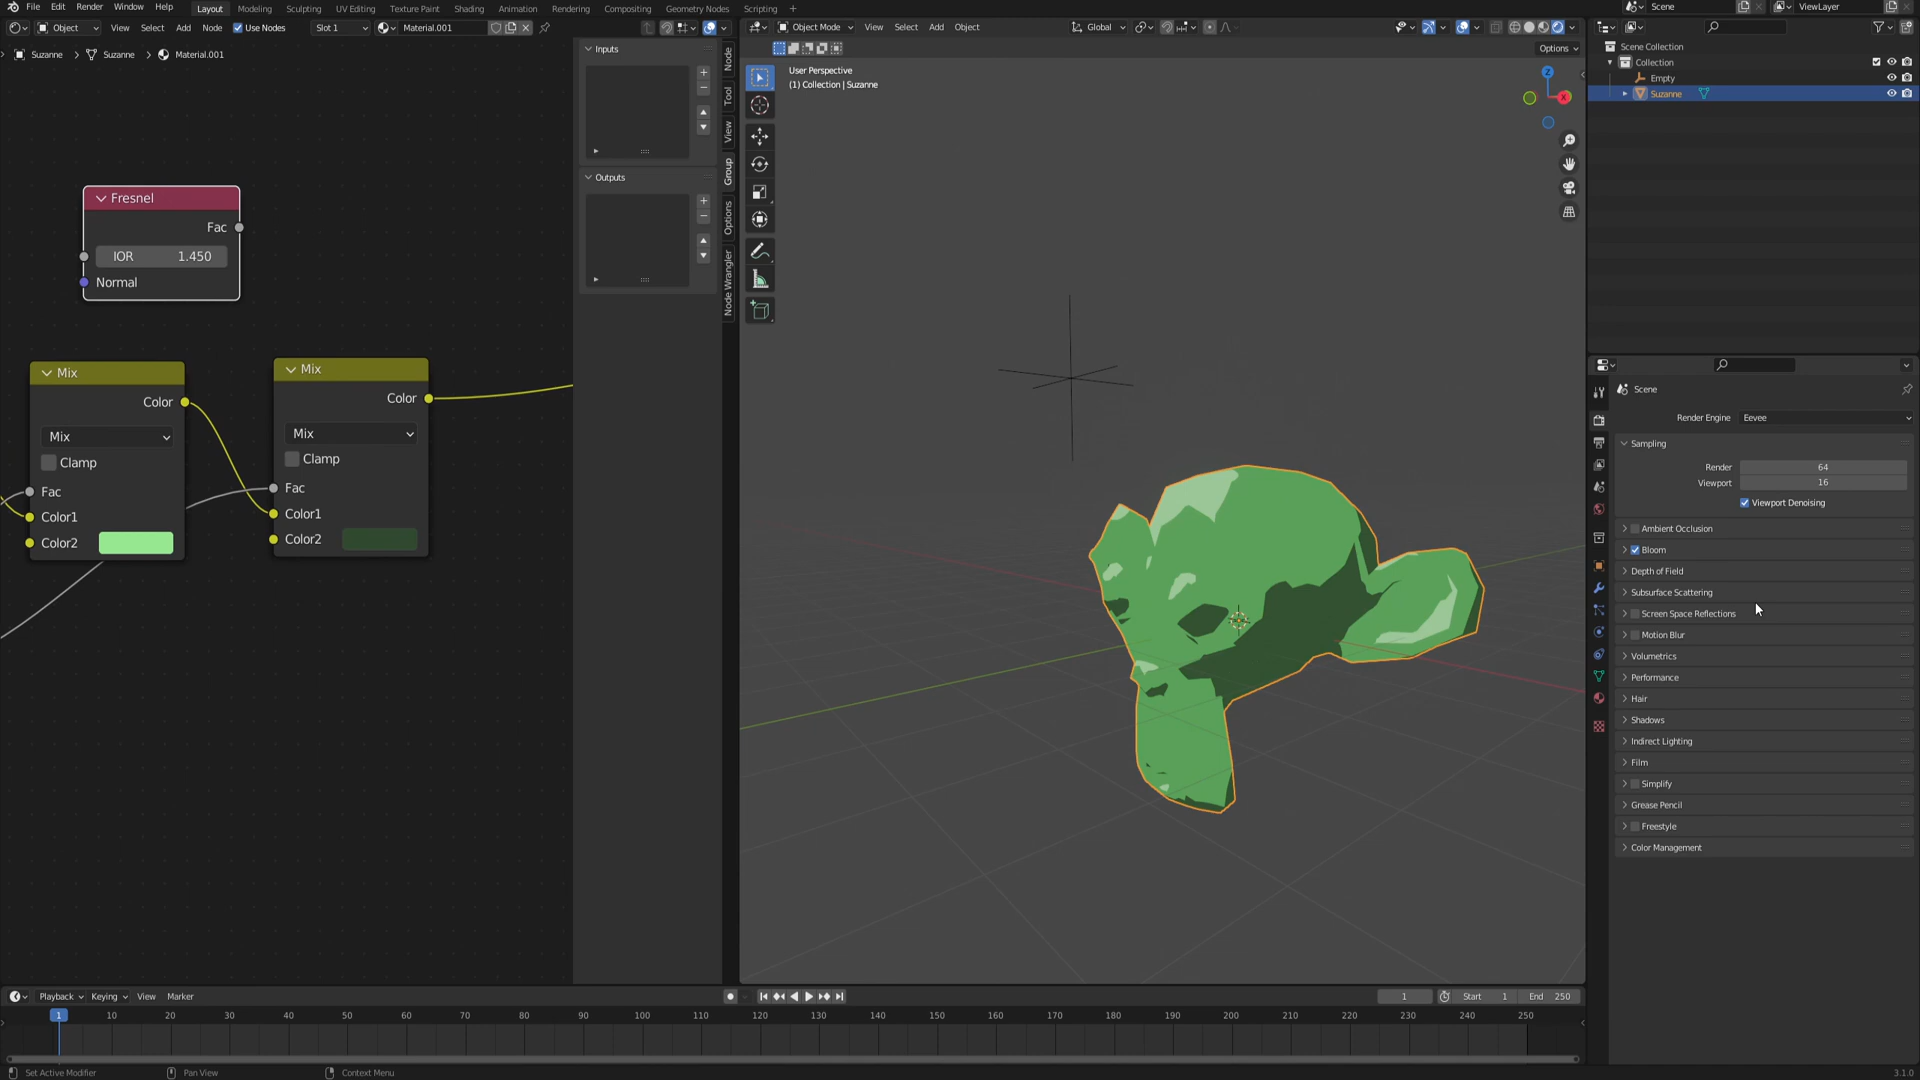 File Edit Render Window Help Layout Modeling Sculpting UV Editing Texture Paint Shading Animation Rendering Compositing Geometry Nodes Scripting + Scene ViewLayer
Object View Select Add Object Node Use Nodes Slot 1 Material.001
Object Mode View Select Add Object Global
Options
Suzanne > Suzanne > Material.001
Inputs
Outputs
Node
Tool
View
Group
Options
Node Wrangler
Fresnel
Fac
IOR 1.450
Normal
Mix
Color
Mix
Clamp
Fac
Color1
Color2
Mix
Color
Mix
Clamp
Fac
Color1
Color2
User Perspective
(1) Collection | Suzanne
Z
X
Scene Collection
Collection
Empty
Suzanne
Scene
Render Engine Eevee
Sampling
Render 64
Viewport 16
Viewport Denoising
Ambient Occlusion
Bloom
Depth of Field
Subsurface Scattering
Screen Space Reflections
Motion Blur
Volumetrics
Performance
Hair
Shadows
Indirect Lighting
Film
Simplify
Grease Pencil
Freestyle
Color Management
Playback Keying View Marker 1 Start 1 End 250
1 10 20 30 40 50 60 70 80 90 100 110 120 130 140 150 160 170 180 190 200 210 220 230 240 250
Set Active Modifier Pan View Context Menu 3.1.0